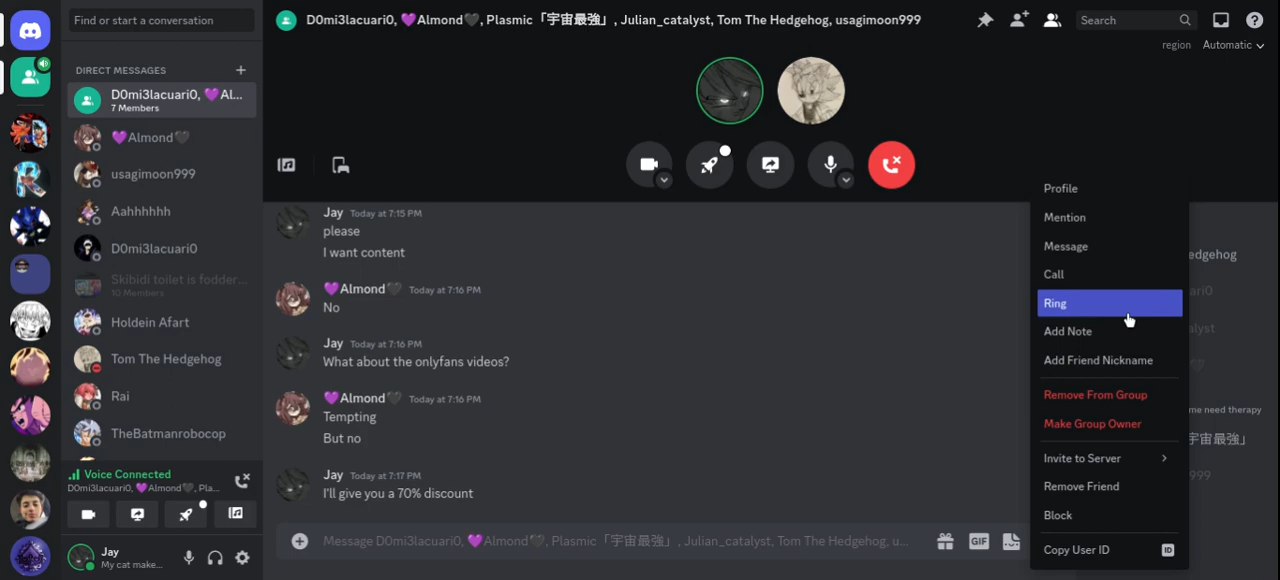 Find or start a conversation
D0mi3lacuari0, 💜Almond🖤, Plasmic「宇宙最強」, Julian_catalyst, Tom The Hedgehog, usagimoon999
Search
region Automatic
DIRECT MESSAGES
D0mi3lacuari0, 💜Al...
7 Members
💜Almond🖤
usagimoon999
Aahhhhhh
D0mi3lacuari0
Skibidi toilet is fodder...
10 Members
Holdein Afart
Tom The Hedgehog
Rai
TheBatmanrobocop
Voice Connected
D0mi3lacuari0, 💜Almond🖤, Pla...
Jay
My cat make...
Jay Today at 7:15 PM
please
I want content
💜Almond🖤 Today at 7:16 PM
No
Jay Today at 7:16 PM
What about the onlyfans videos?
💜Almond🖤 Today at 7:16 PM
Tempting
But no
Jay Today at 7:17 PM
I'll give you a 70% discount
Message D0mi3lacuari0, 💜Almond🖤, Plasmic「宇宙最強」, Julian_catalyst, Tom The Hedgehog, u...
GIF
Profile
Mention
Message
Call
Ring
Add Note
Add Friend Nickname
Remove From Group
Make Group Owner
Invite to Server
Remove Friend
Block
Copy User ID
ID
edgehog
ari0
alyst
me need therapy
宇宙最強」
999